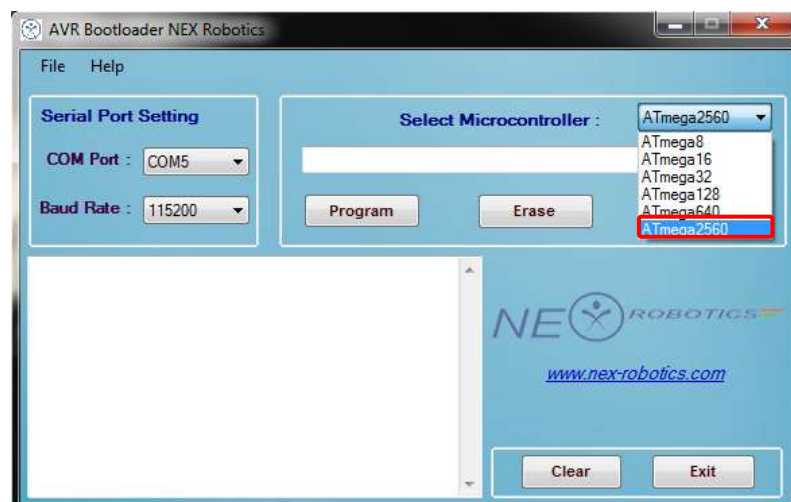 AVR Bootloader NEX Robotics
File Help
Serial Port Setting
COM Port : COM5
Baud Rate : 115200
Select Microcontroller : ATmega2560
ATmega8
ATmega16
ATmega32
ATmega128
ATmega640
ATmega2560
Program Erase
NEX ROBOTICS
www.nex-robotics.com
Clear Exit